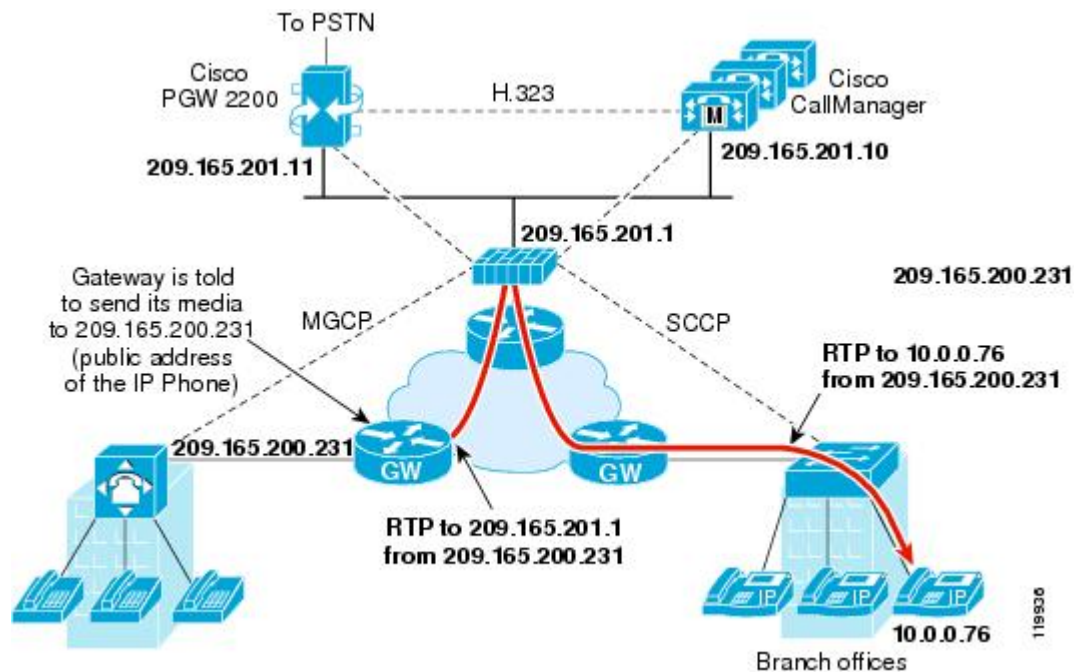 To PSTN
Cisco
PGW 2200
H.323
M
Cisco
CallManager
209.165.201.11
209.165.201.10
209.165.201.1
Gateway is told
to send its media
to 209.165.200.231
(public address
of the IP Phone)
MGCP
SCCP
209.165.200.231
RTP to 10.0.0.76
from 209.165.200.231
209.165.200.231
GW
GW
RTP to 209.165.201.1
from 209.165.200.231
IP
IP
IP
10.0.0.76
Branch offices
119936